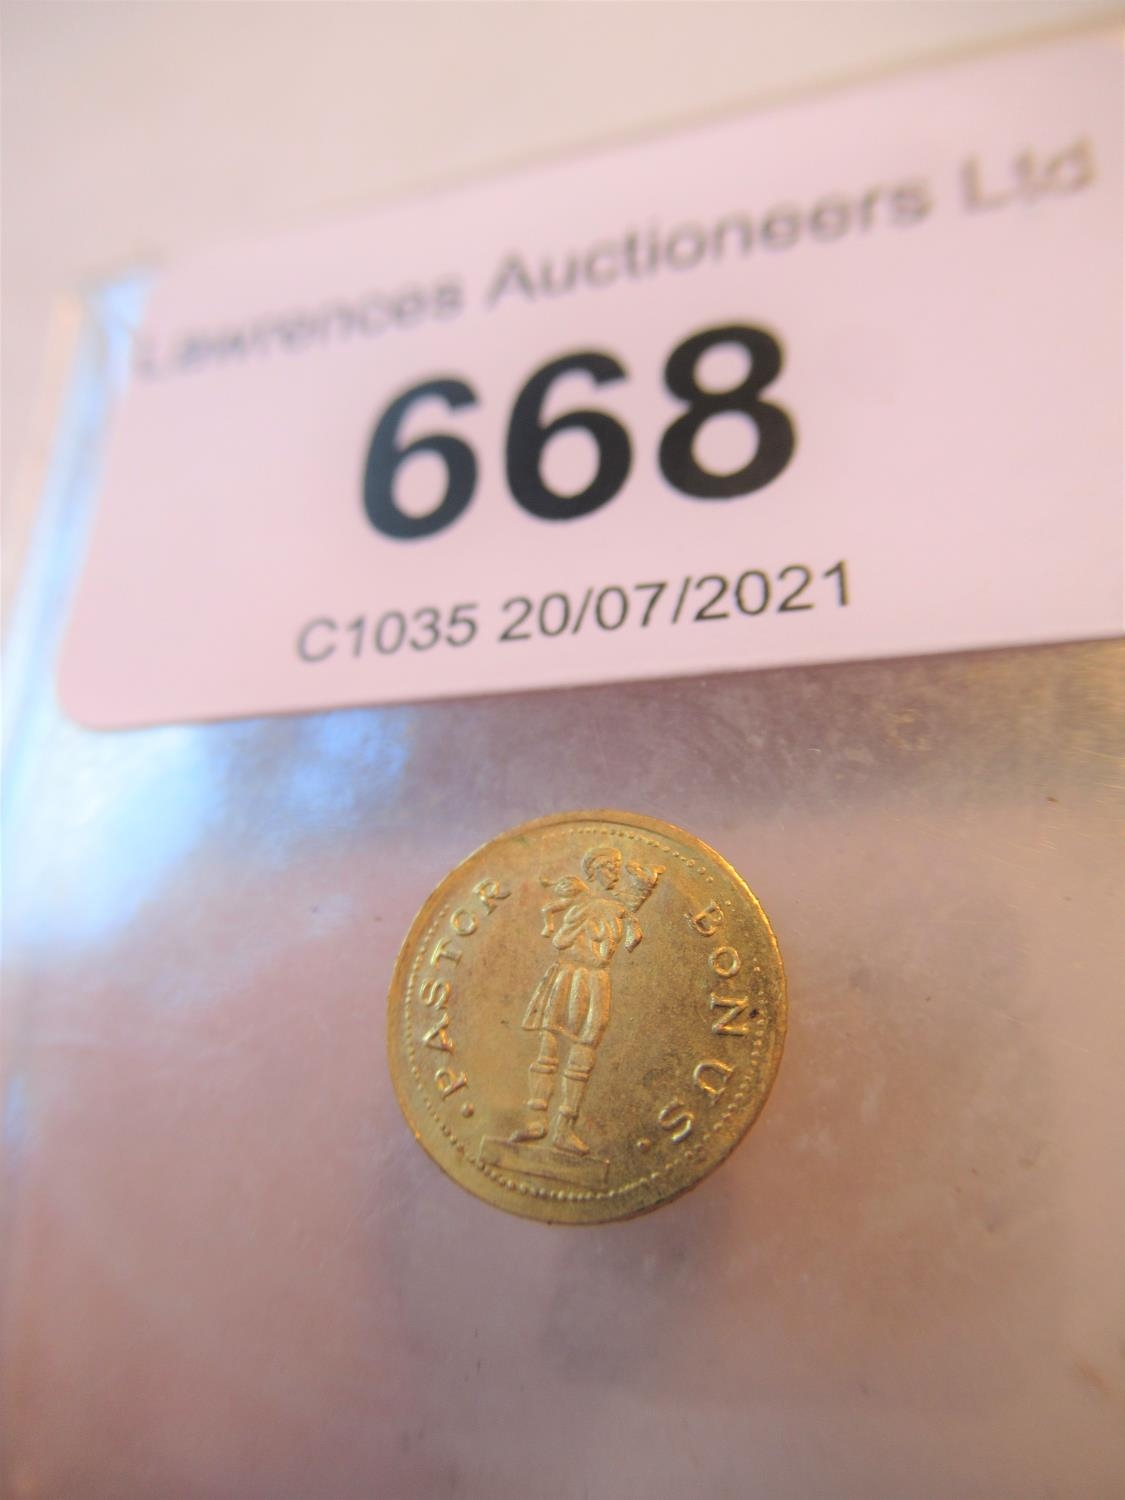 Lawrences Auctioneers Ltd
668
C1035 20/07/2021
· PASTOR BONUS ·